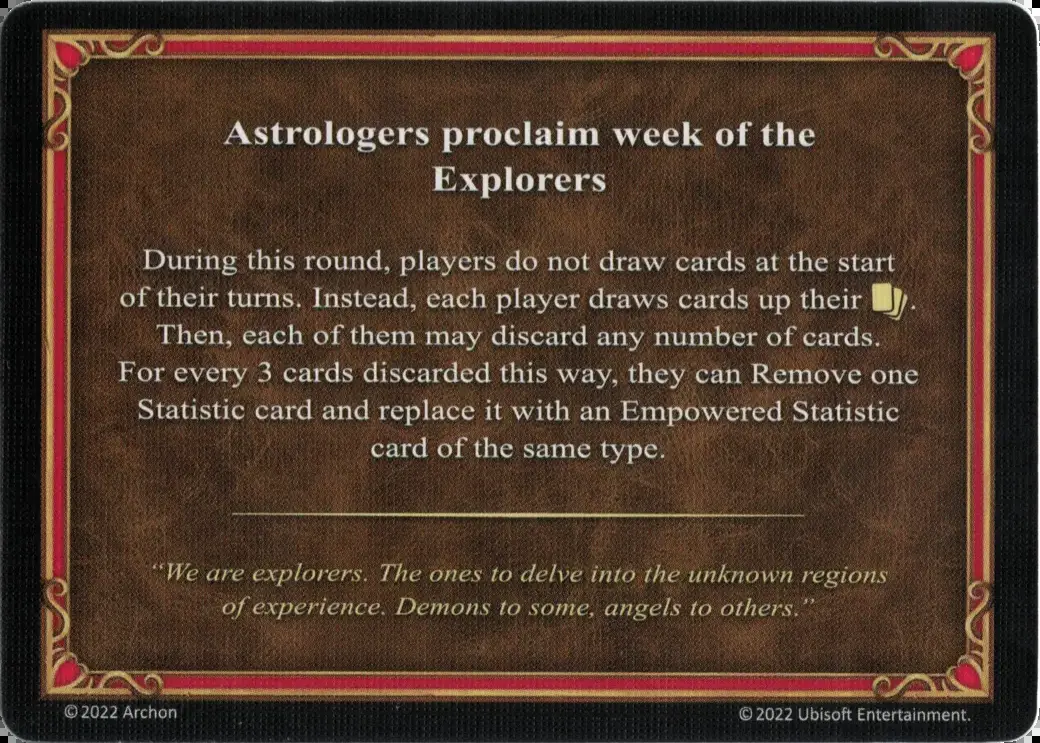 Astrologers proclaim week of the
Explorers
During this round, players do not draw cards at the start
of their turns. Instead, each player draws cards up their .
Then, each of them may discard any number of cards.
For every 3 cards discarded this way, they can Remove one
Statistic card and replace it with an Empowered Statistic
card of the same type.
“We are explorers. The ones to delve into the unknown regions
of experience. Demons to some, angels to others.”
©2022 Archon
©2022 Ubisoft Entertainment.